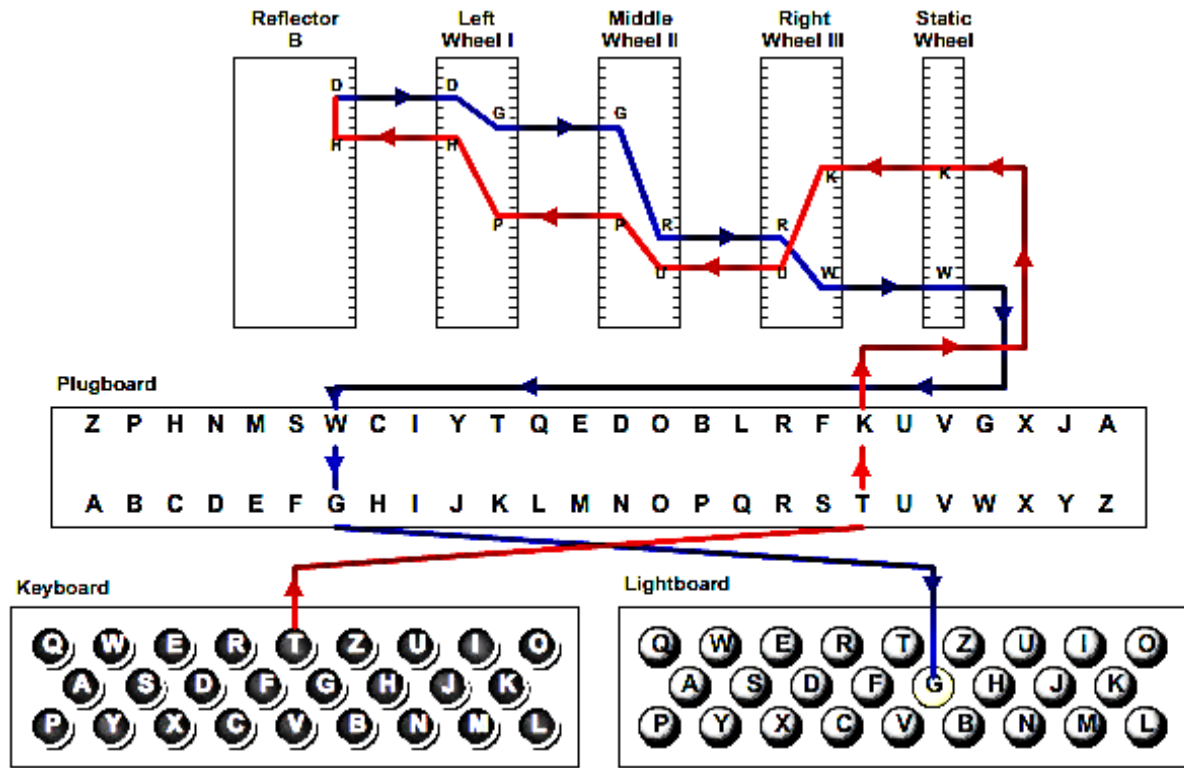 Reflector B
Left Wheel I
Middle Wheel II
Right Wheel III
Static Wheel
D D
G G
H H
K K
P P
R R
U U
W W
Plugboard
Z P H N M S W C I Y T Q E D O B L R F K U V G X J A
A B C D E F G H I J K L M N O P Q R S T U V W X Y Z
Keyboard
Q W E R T Z U I O
A S D F G H J K
P Y X C V B N M L
Lightboard
Q W E R T Z U I O
A S D F G H J K
P Y X C V B N M L